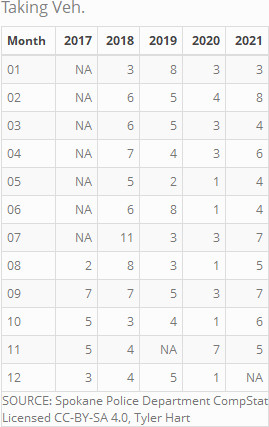 Taking Veh.
Month 2017 2018 2019 2020 2021
01 NA 3 8 3 3
02 NA 6 5 4 8
03 NA 6 5 3 4
04 NA 7 4 3 6
05 NA 5 2 1 4
06 NA 6 8 1 4
07 NA 11 3 3 7
08 2 8 3 1 5
09 7 7 5 3 7
10 5 3 4 1 6
11 5 4 NA 7 5
12 3 4 5 1 NA
SOURCE: Spokane Police Department CompStat
Licensed CC-BY-SA 4.0, Tyler Hart